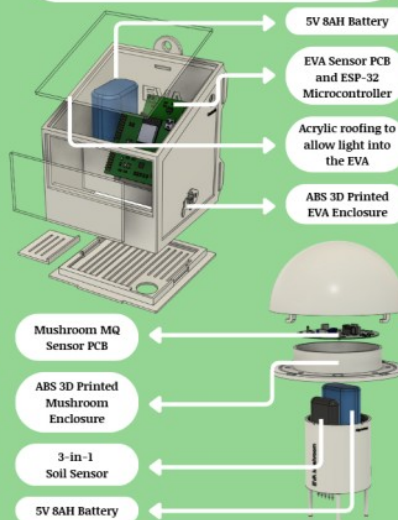 5V 8AH Battery
EVA Sensor PCB
and ESP-32
Microcontroller
Acrylic roofing to
allow light into
the EVA
ABS 3D Printed
EVA Enclosure
Mushroom MQ
Sensor PCB
ABS 3D Printed
Mushroom
Enclosure
3-in-1
Soil Sensor
5V 8AH Battery